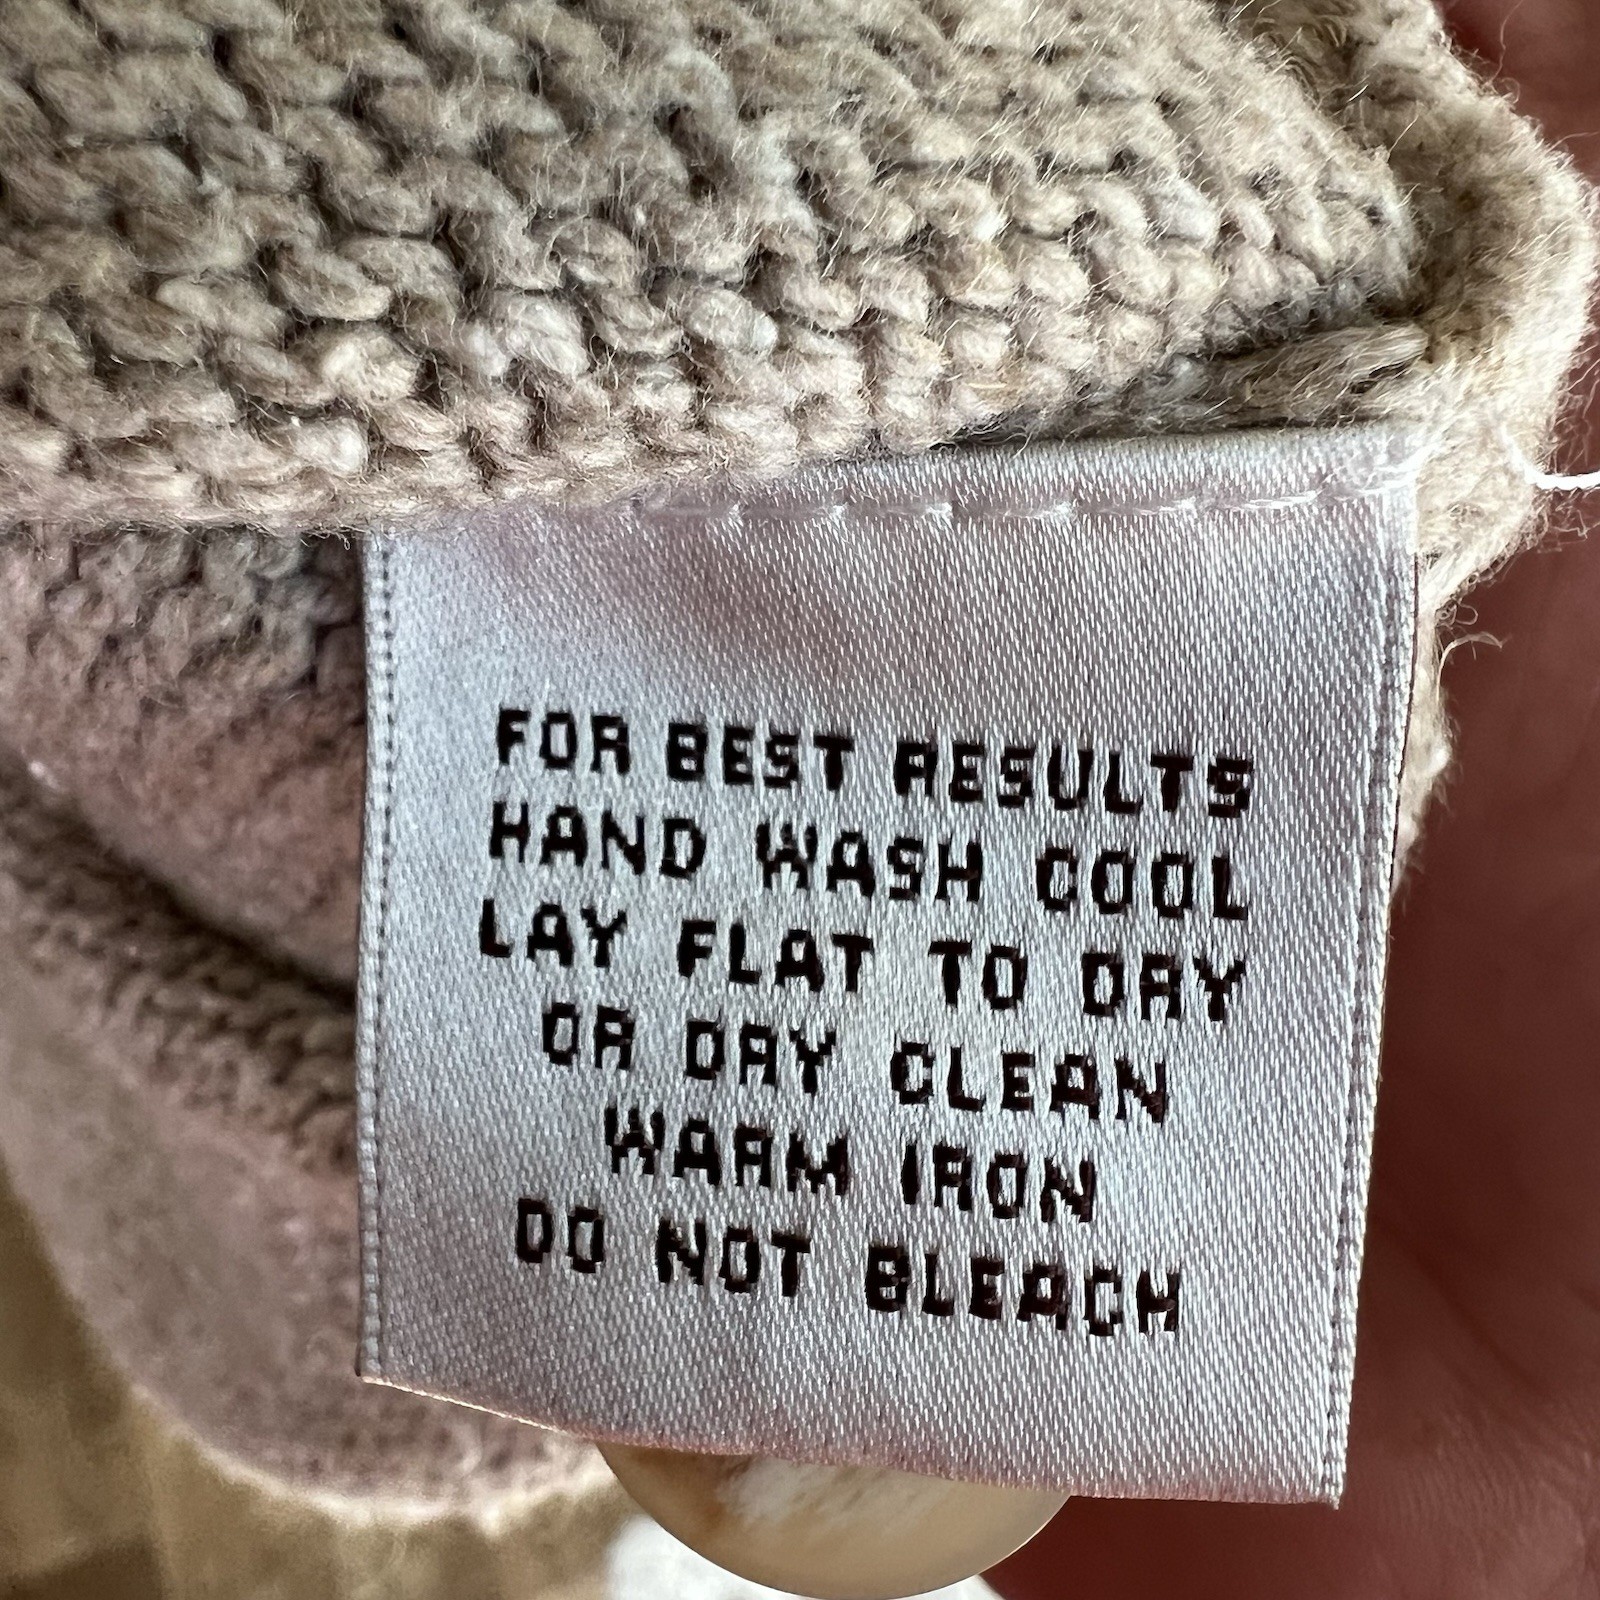 FOR BEST RESULTS
HAND WASH COOL
LAY FLAT TO DRY
OR DRY CLEAN
WARM IRON
DO NOT BLEACH